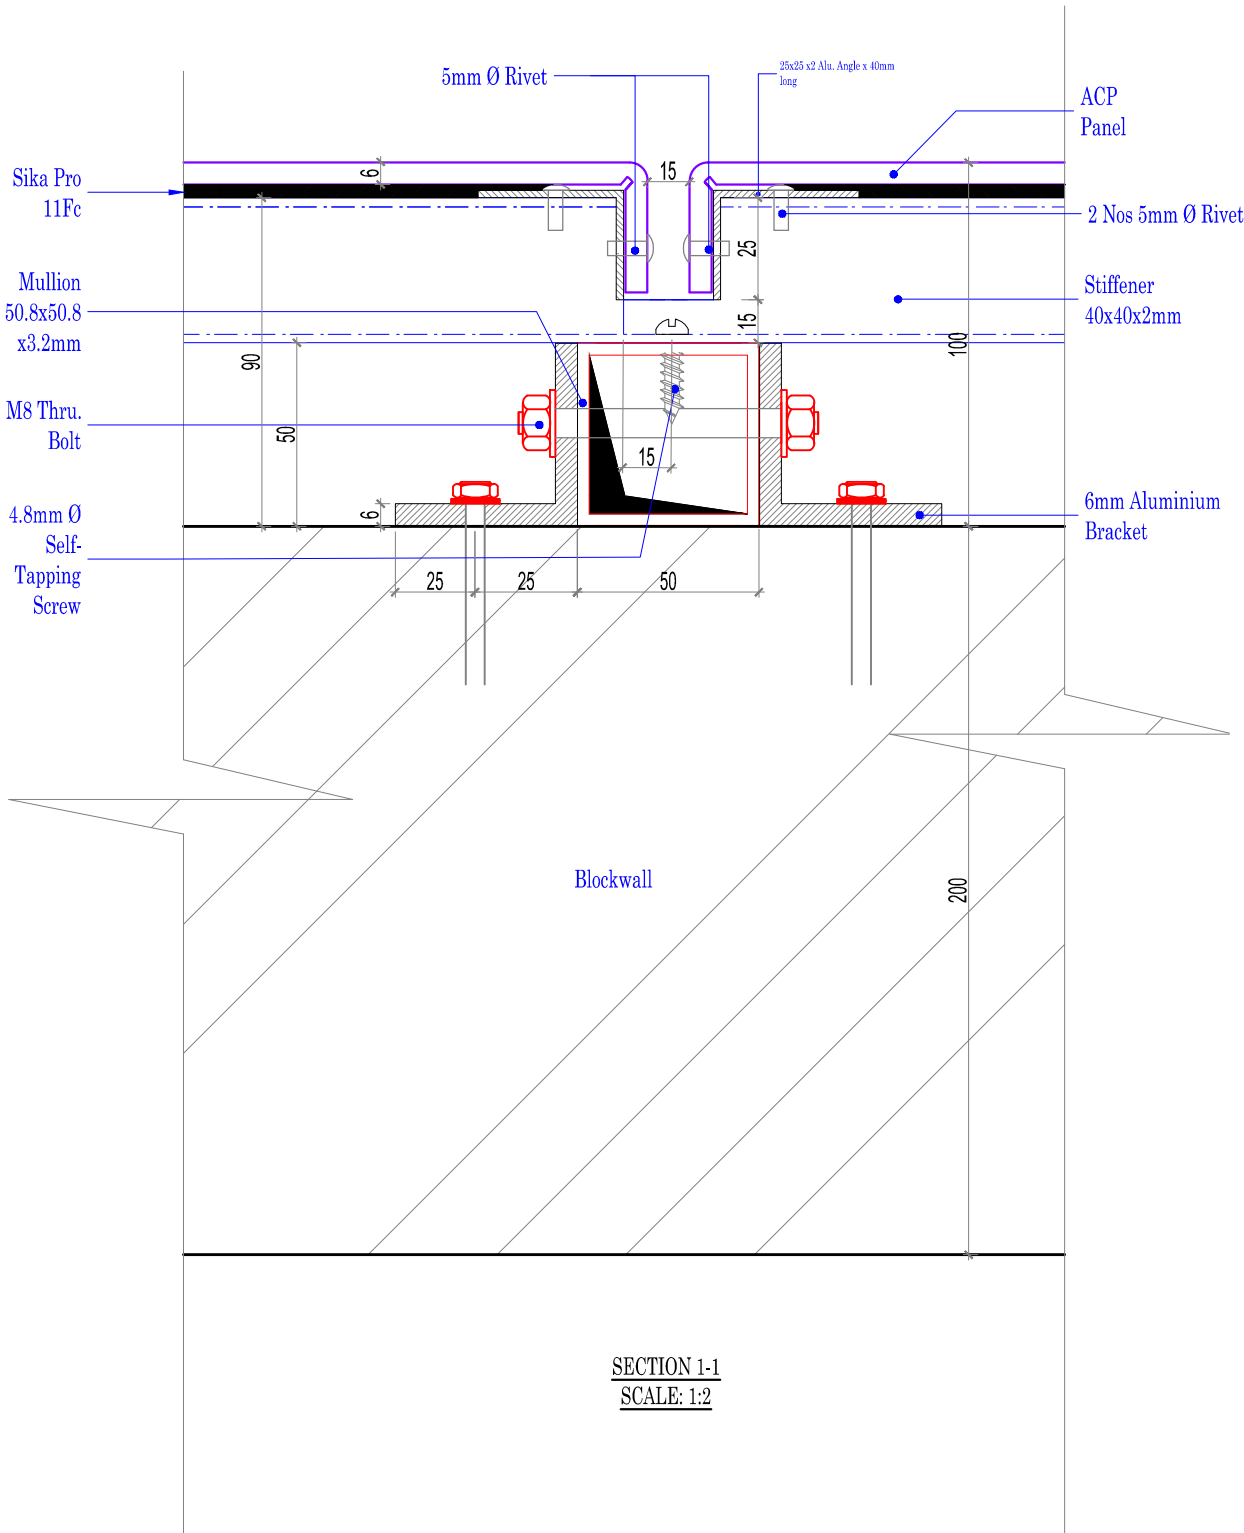 5mm Ø Rivet
25x25 x2 Alu. Angle x 40mm
long
ACP
Panel
6
15
Sika Pro
11Fc
2 Nos 5mm Ø Rivet
25
Mullion
50.8x50.8
x3.2mm
Stiffener
40x40x2mm
15
100
90
M8 Thru.
Bolt
50
15
4.8mm Ø
Self-
Tapping
Screw
6
6mm Aluminium
Bracket
25
25
50
Blockwall
200
SECTION 1-1
SCALE: 1:2